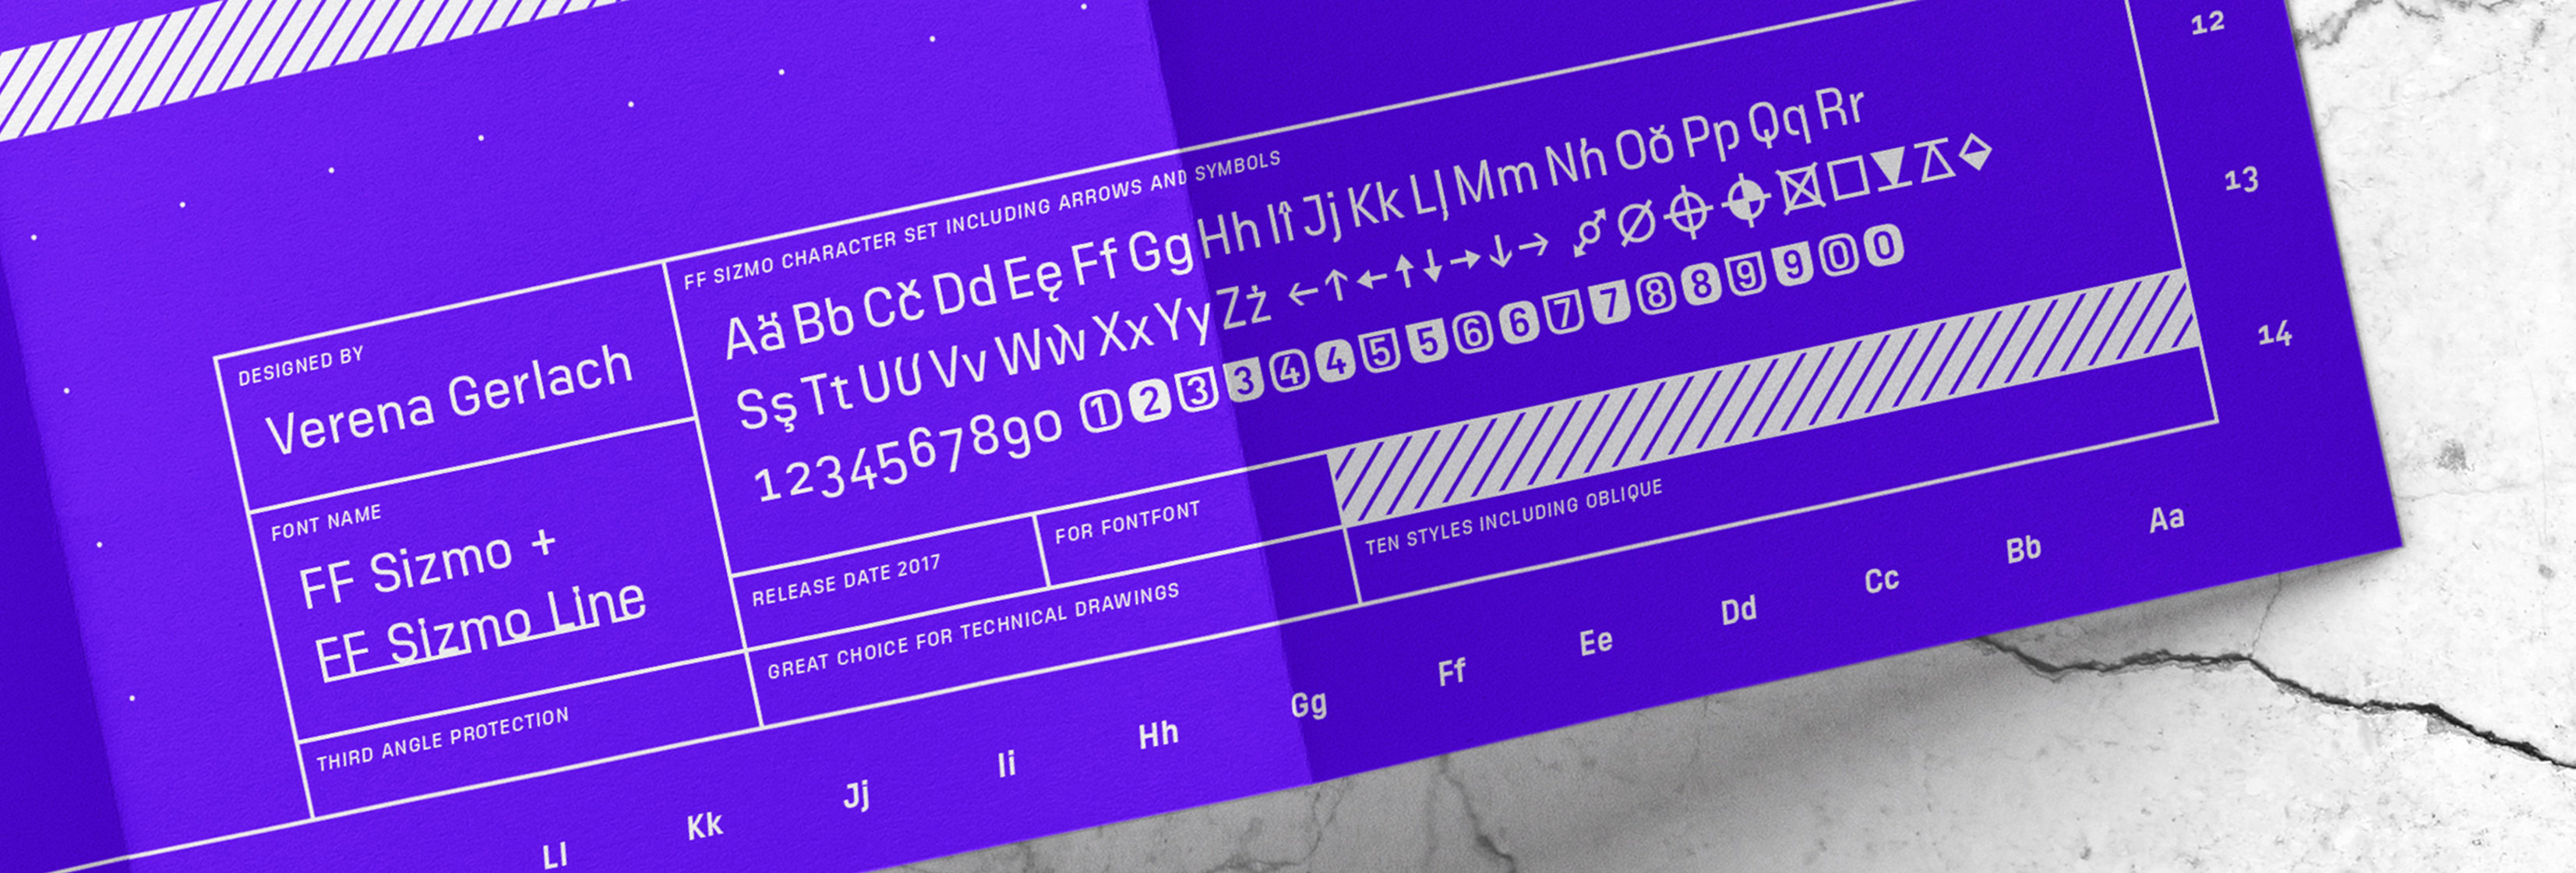 DESIGNED BY
Verena Gerlach
FONT NAME
FF Sizmo +
FF Sizmo Line
THIRD ANGLE PROTECTION
FF SIZMO CHARACTER SET INCLUDING ARROWS AND SYMBOLS
Aä Bb Cč Dd Eę Ff Gg Hh Iî Jj Kk Lļ Mm Nh Oǒ Pp Qq Rr
Sş Tt UU Vv Wẁ Xx Yy Zż ←↑←↑↓→↓→
1234567890 1 2 3 3 4 4 5 5 6 6 7 7 8 8 9 9 0 0
RELEASE DATE 2017
FOR FONTFONT
GREAT CHOICE FOR TECHNICAL DRAWINGS
TEN STYLES INCLUDING OBLIQUE
12
13
14
Ll Kk Jj Ii Hh Gg Ff Ee Dd Cc Bb Aa